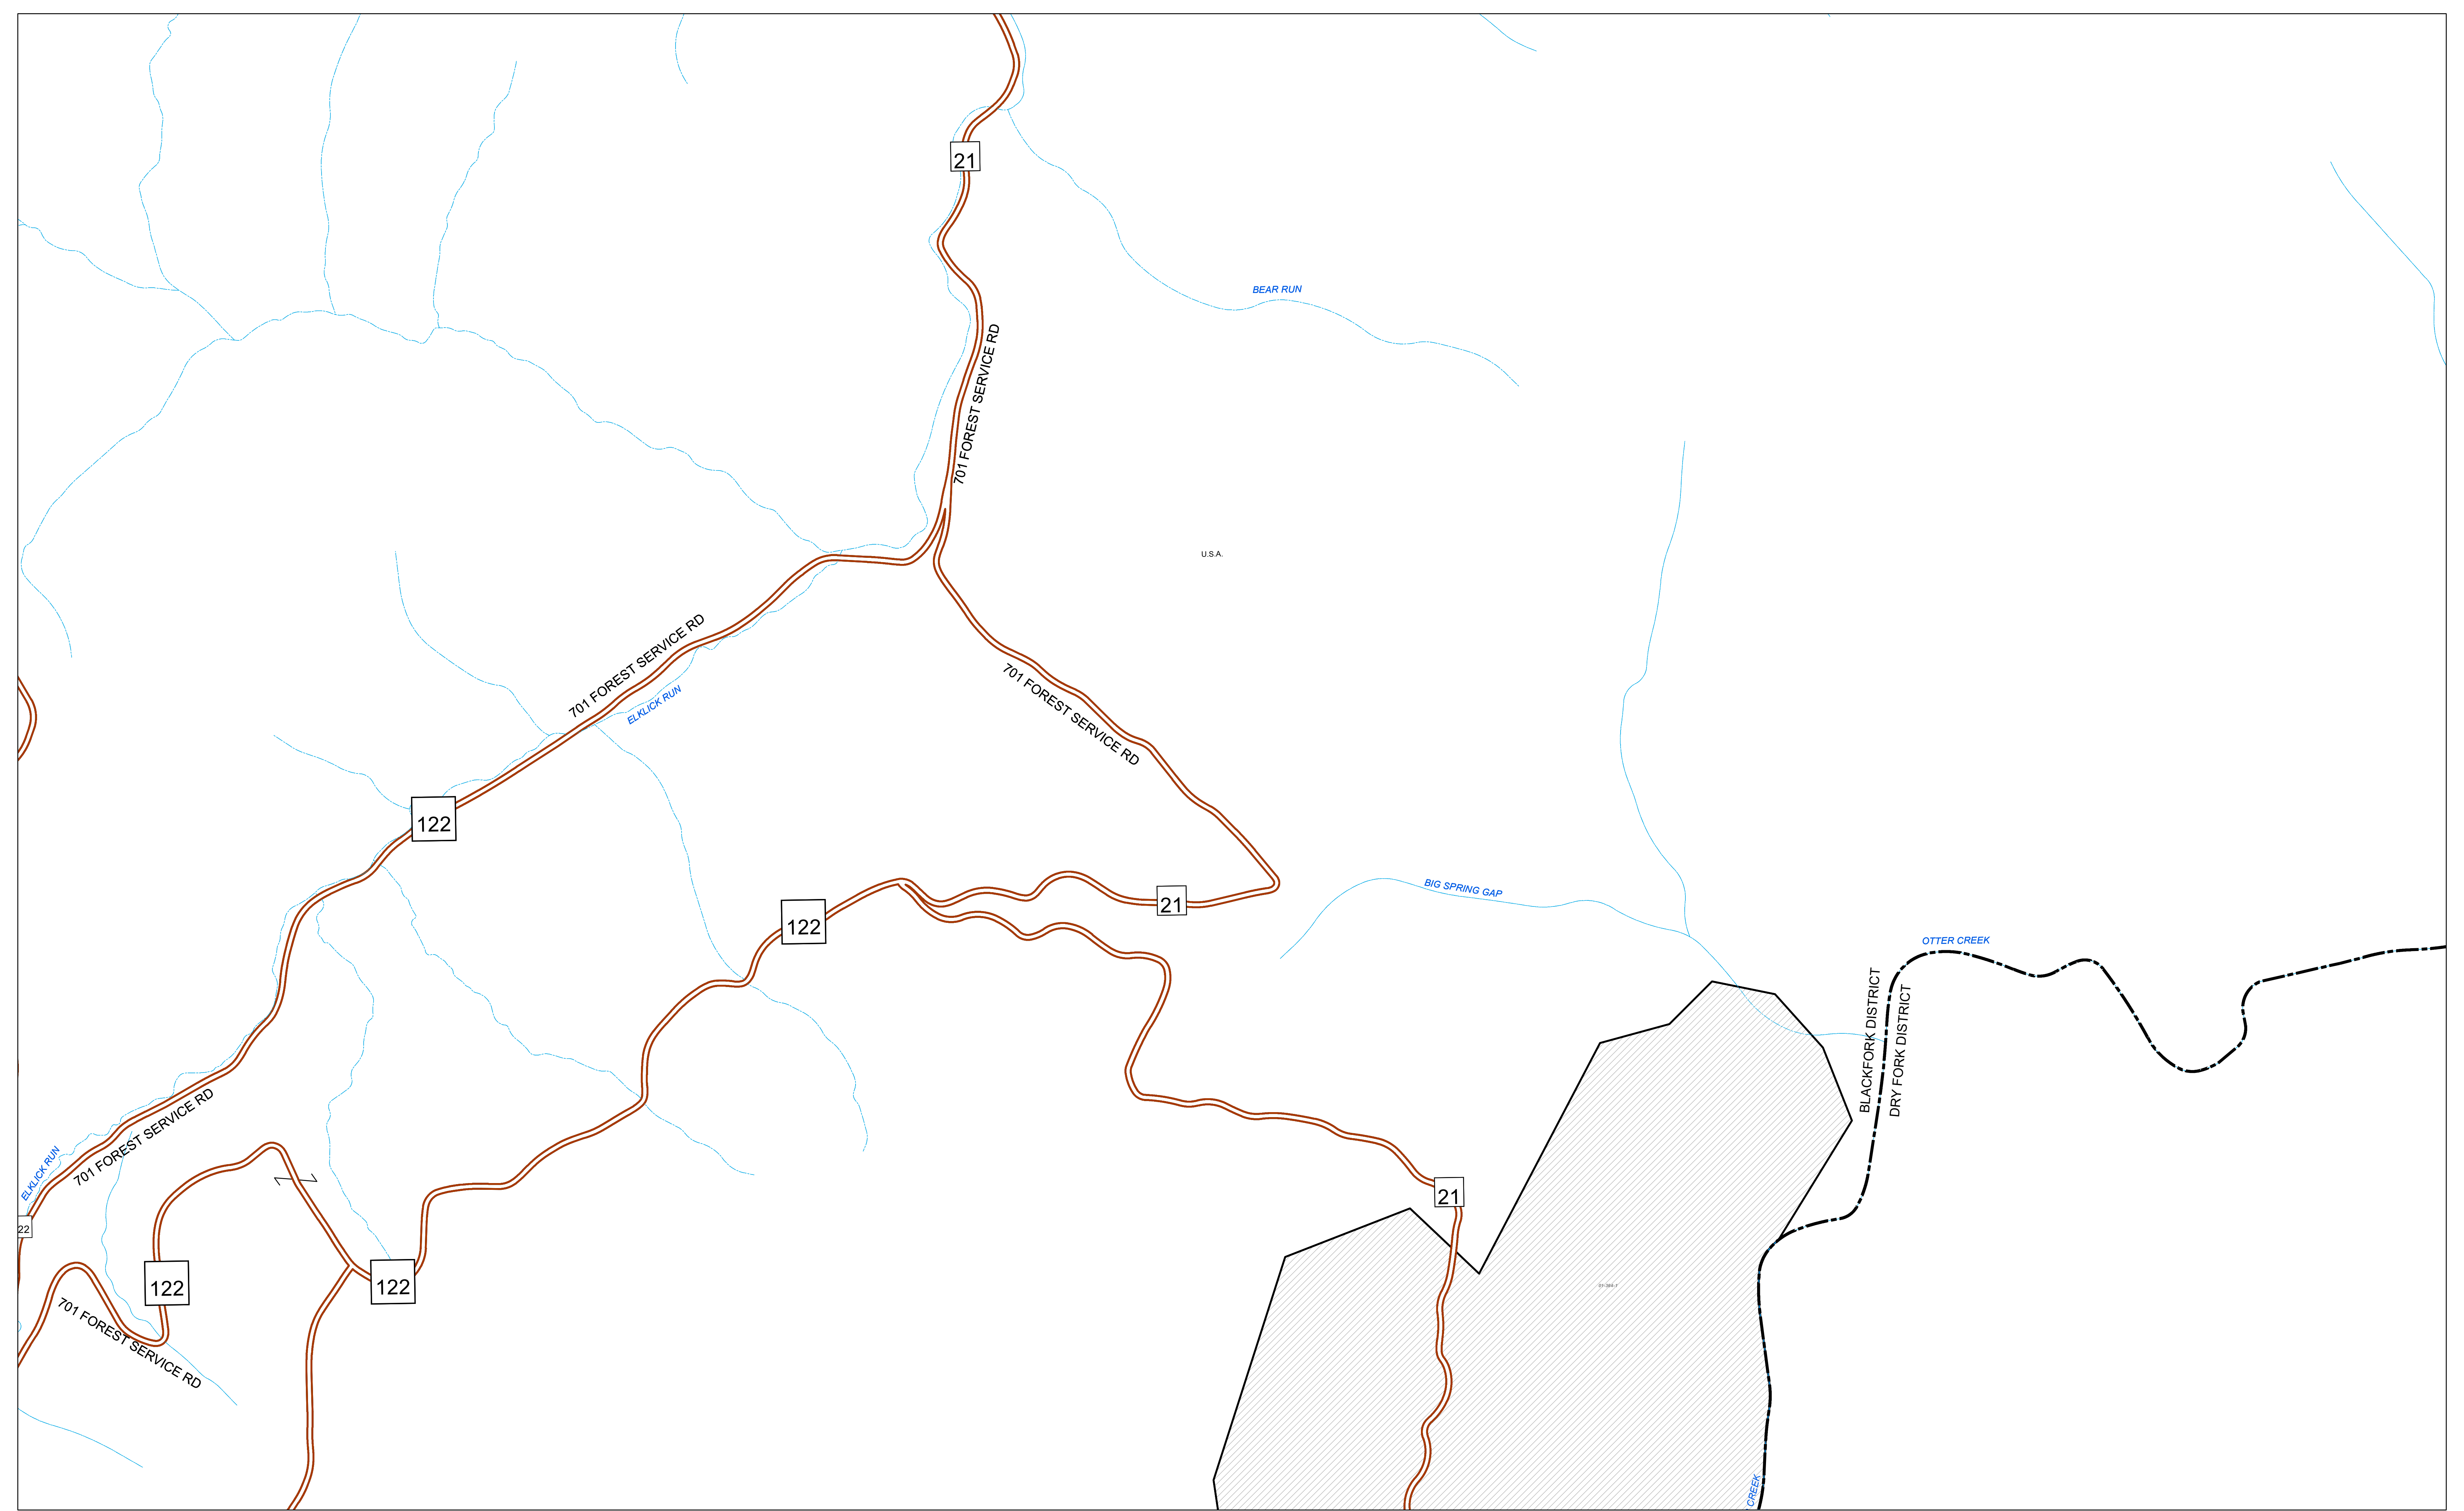 21
BEAR RUN
701 FOREST SERVICE RD
U.S.A.
701 FOREST SERVICE RD
ELKLICK RUN
701 FOREST SERVICE RD
122
BIG SPRING GAP
21
122
OTTER CREEK
BLACKFORK DISTRICT
DRY FORK DISTRICT
701 FOREST SERVICE RD
ELKLICK RUN
21
22
122
122
701 FOREST SERVICE RD
CREEK